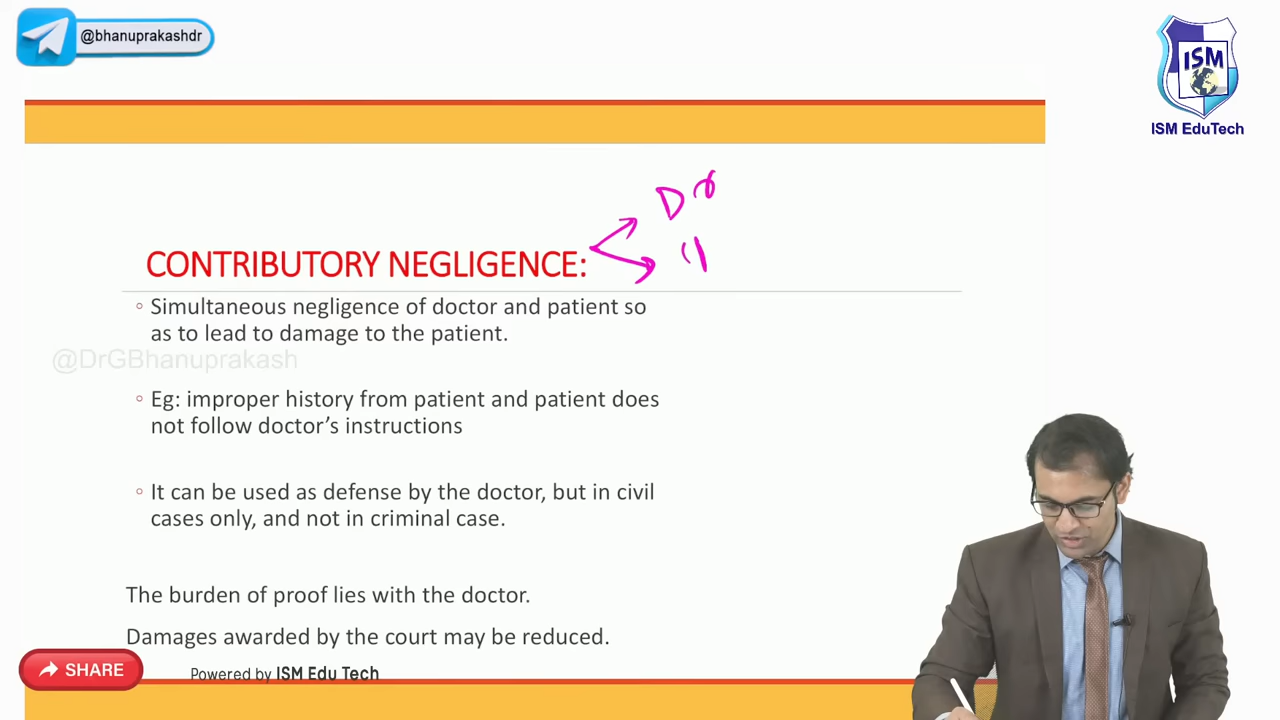 @bhanuprakashdr
ISM
ISM EduTech
Dr
CONTRIBUTORY NEGLIGENCE:
◦ Simultaneous negligence of doctor and patient so
as to lead to damage to the patient.
@DrGBhanuprakash
◦ Eg: improper history from patient and patient does
not follow doctor’s instructions
◦ It can be used as defense by the doctor, but in civil
cases only, and not in criminal case.
The burden of proof lies with the doctor.
Damages awarded by the court may be reduced.
SHARE
Powered by ISM Edu Tech